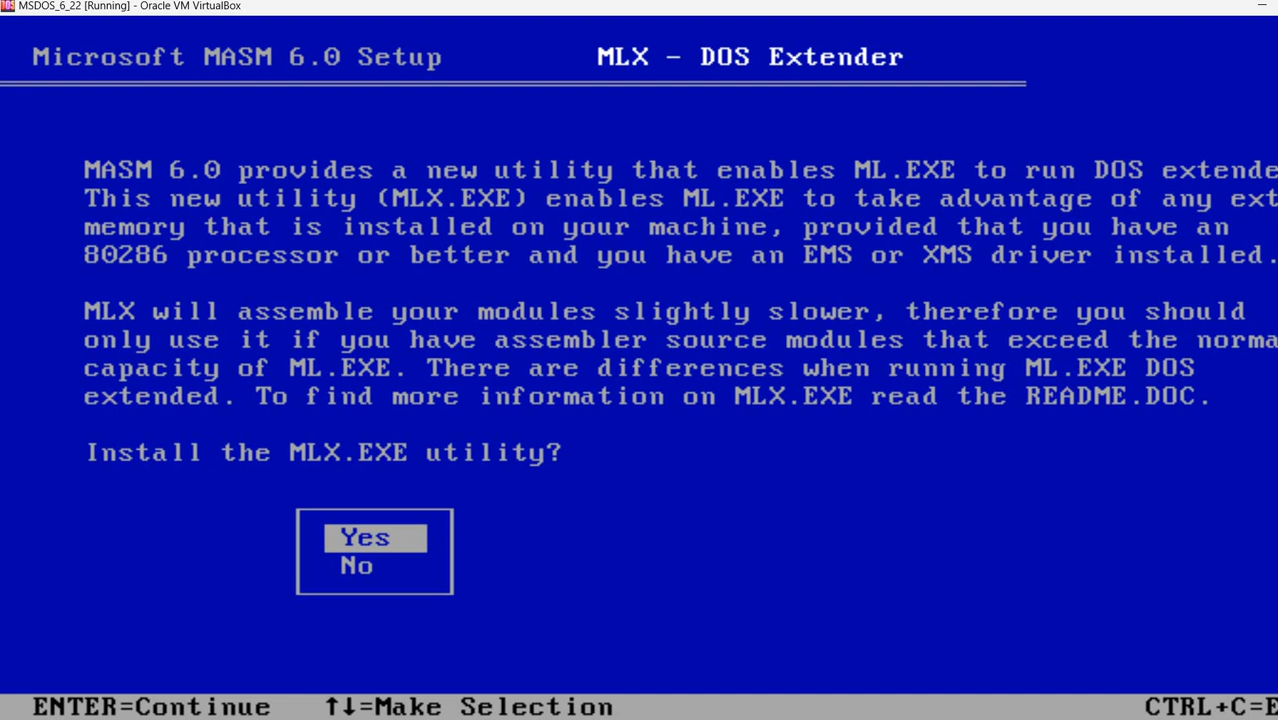 MSDOS_6_22 [Running] - Oracle VM VirtualBox
Microsoft MASM 6.0 Setup MLX - DOS Extender
MASM 6.0 provides a new utility that enables ML.EXE to run DOS extende
This new utility (MLX.EXE) enables ML.EXE to take advantage of any ext
memory that is installed on your machine, provided that you have an
80286 processor or better and you have an EMS or XMS driver installed.
MLX will assemble your modules slightly slower, therefore you should
only use it if you have assembler source modules that exceed the norma
capacity of ML.EXE. There are differences when running ML.EXE DOS
extended. To find more information on MLX.EXE read the README.DOC.
Install the MLX.EXE utility?
Yes
No
ENTER=Continue ↑↓=Make Selection CTRL+C=E